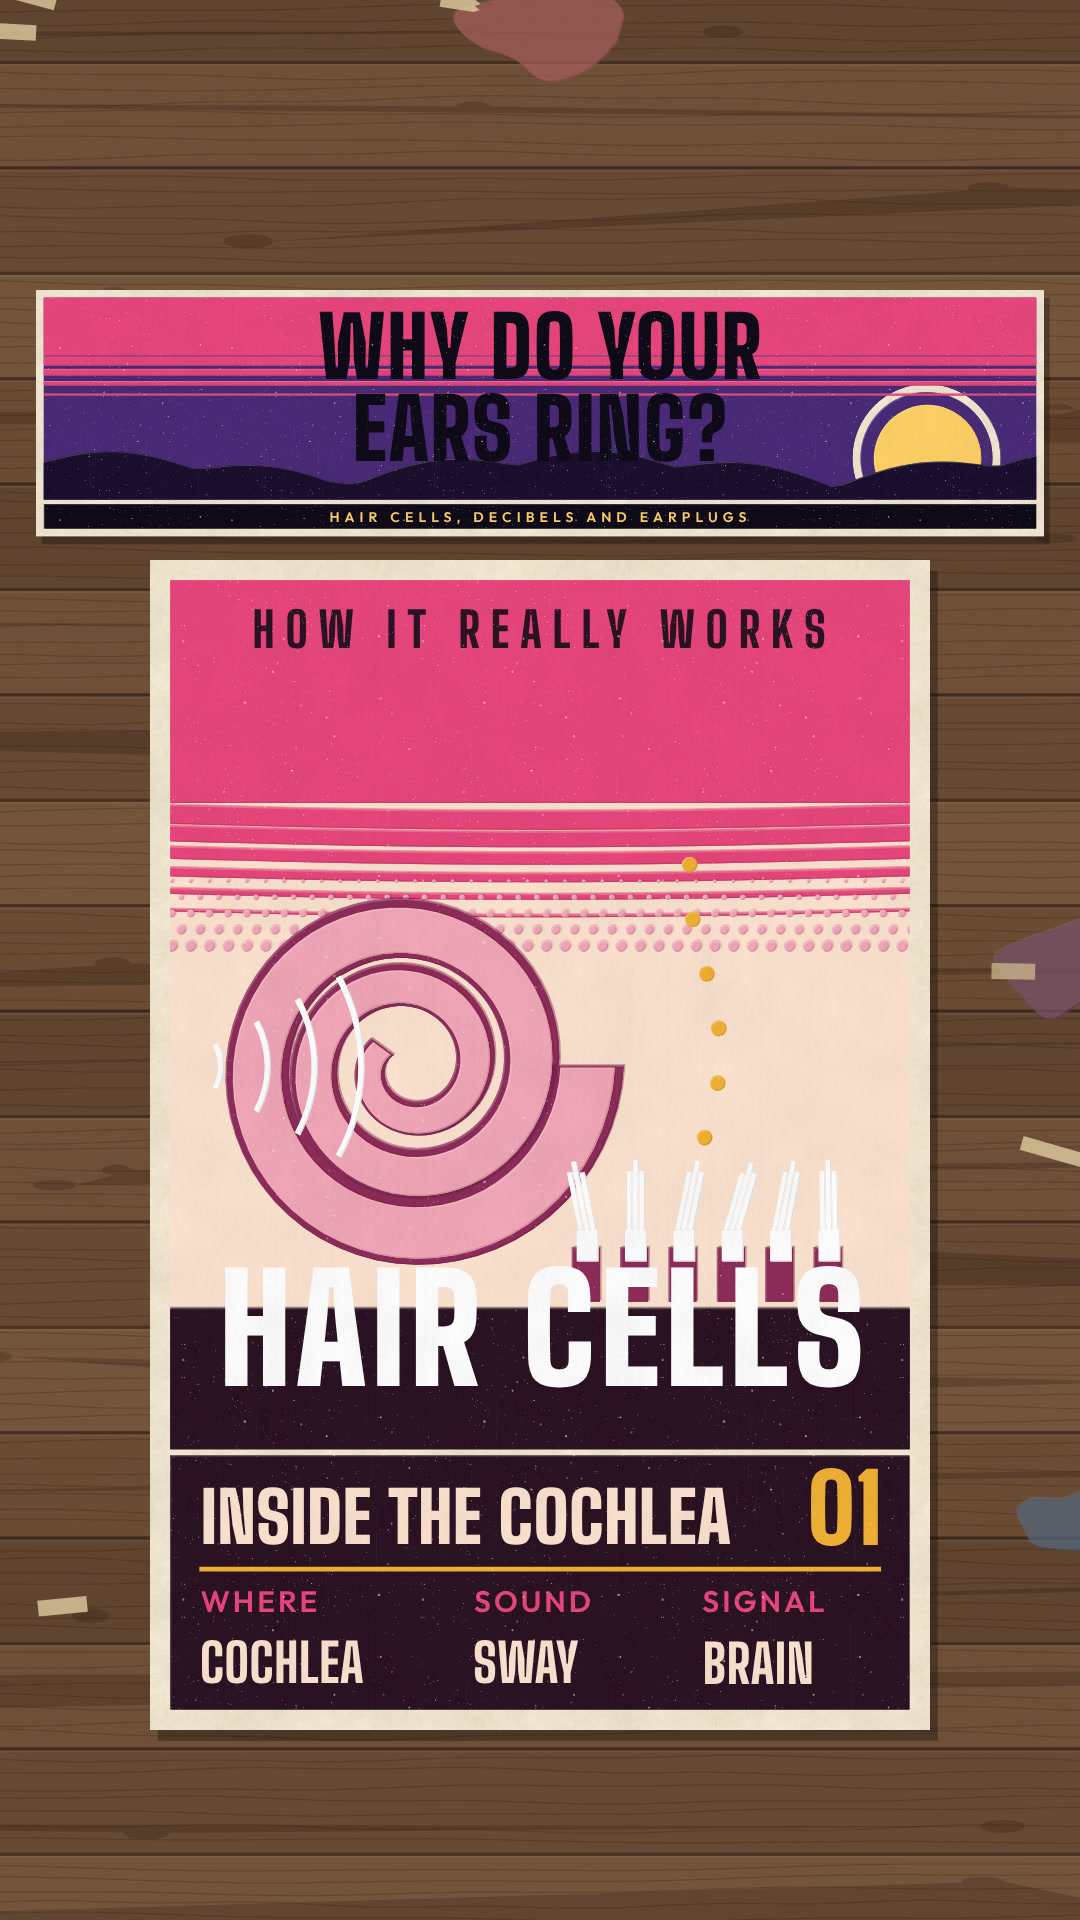 WHY DO YOUR
EARS RING?
HAIR CELLS, DECIBELS AND EARPLUGS
HOW IT REALLY WORKS
HAIR CELLS
INSIDE THE COCHLEA 01
WHERE SOUND SIGNAL
COCHLEA SWAY BRAIN